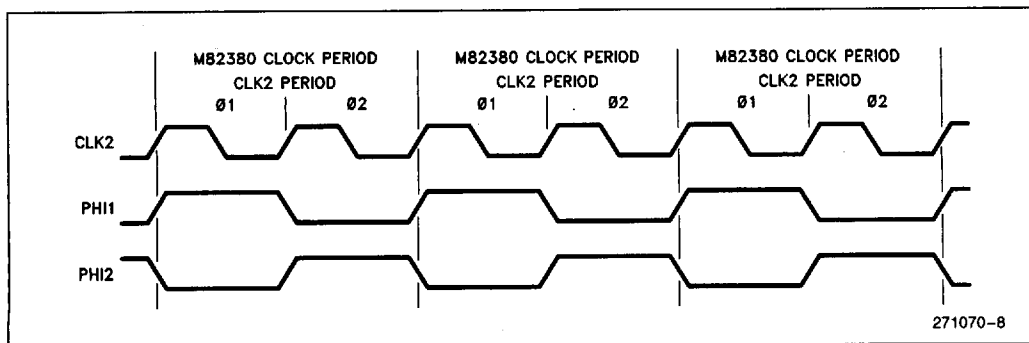 M82380 CLOCK PERIOD M82380 CLOCK PERIOD M82380 CLOCK PERIOD
CLK2 PERIOD CLK2 PERIOD CLK2 PERIOD
Ø1 Ø2 Ø1 Ø2 Ø1 Ø2
CLK2
PHI1
PHI2
271070-8